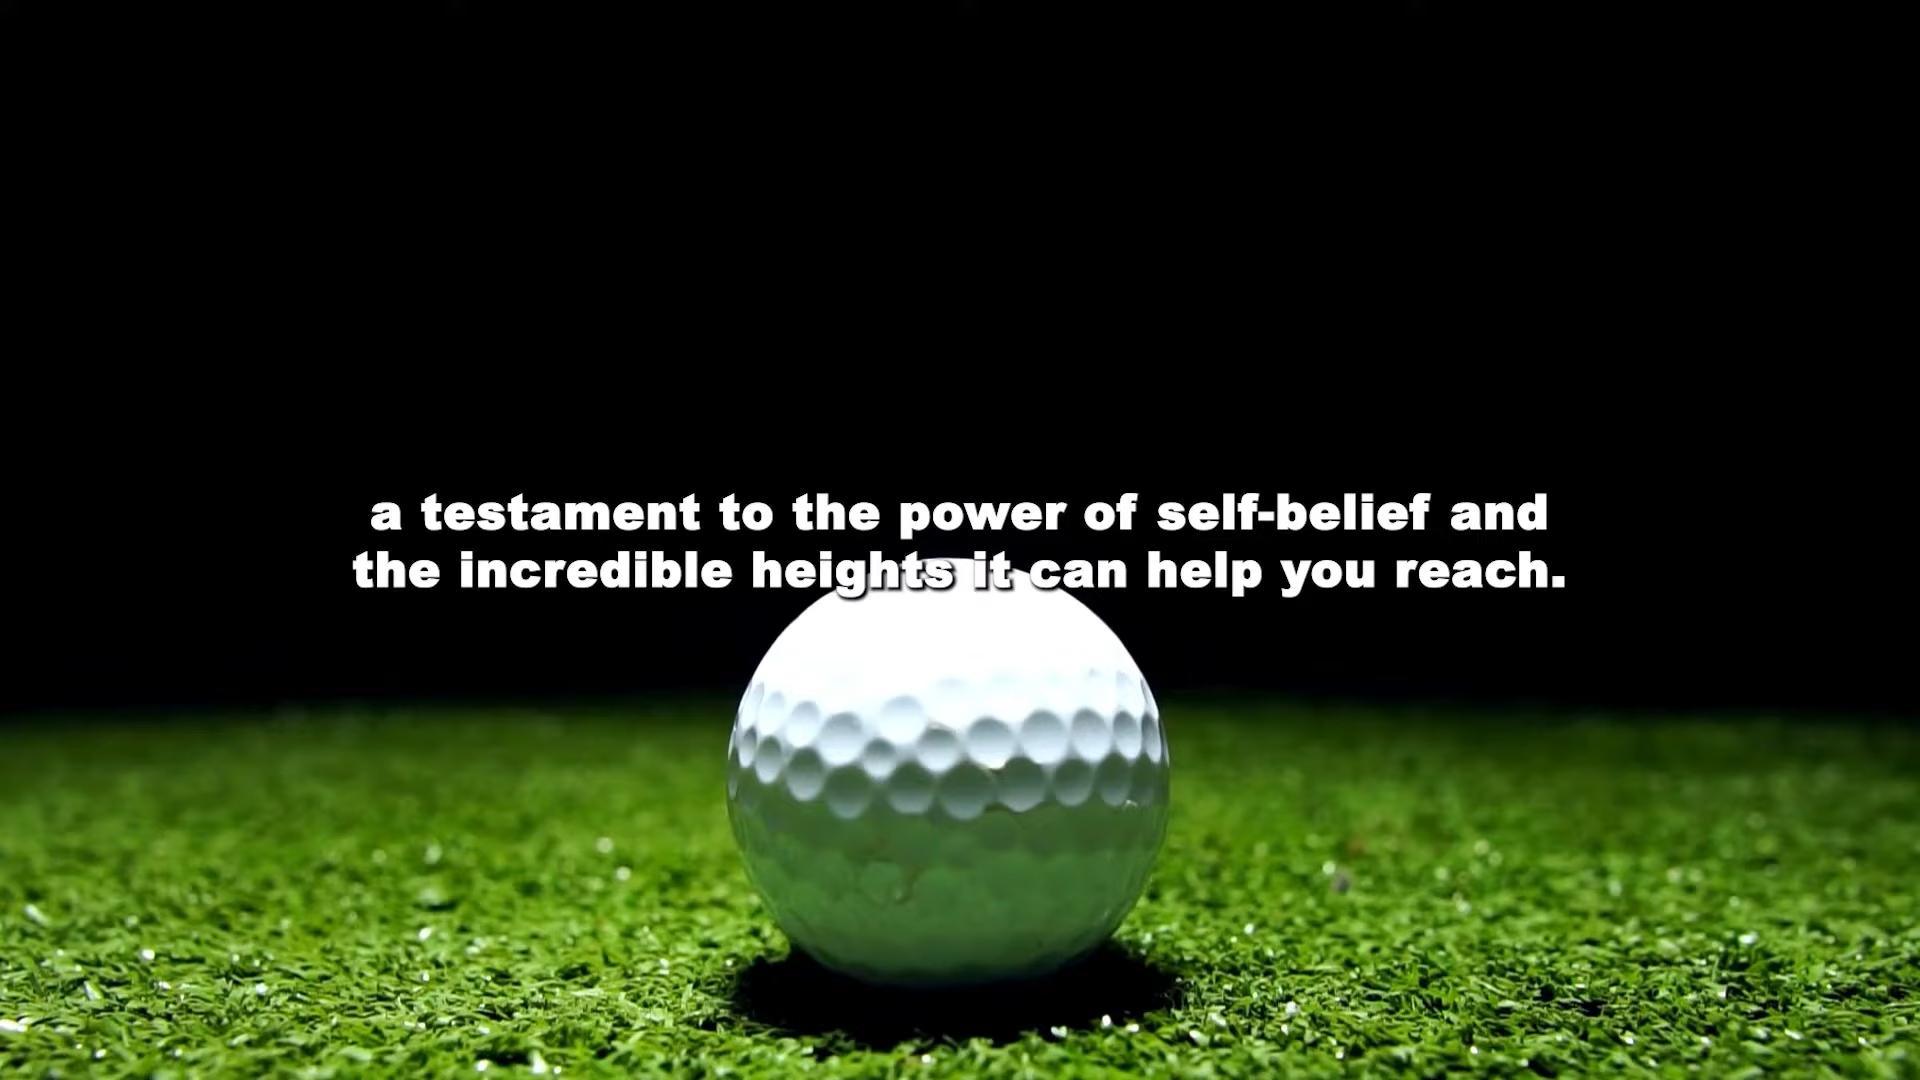 a testament to the power of self-belief and
the incredible heights it can help you reach.